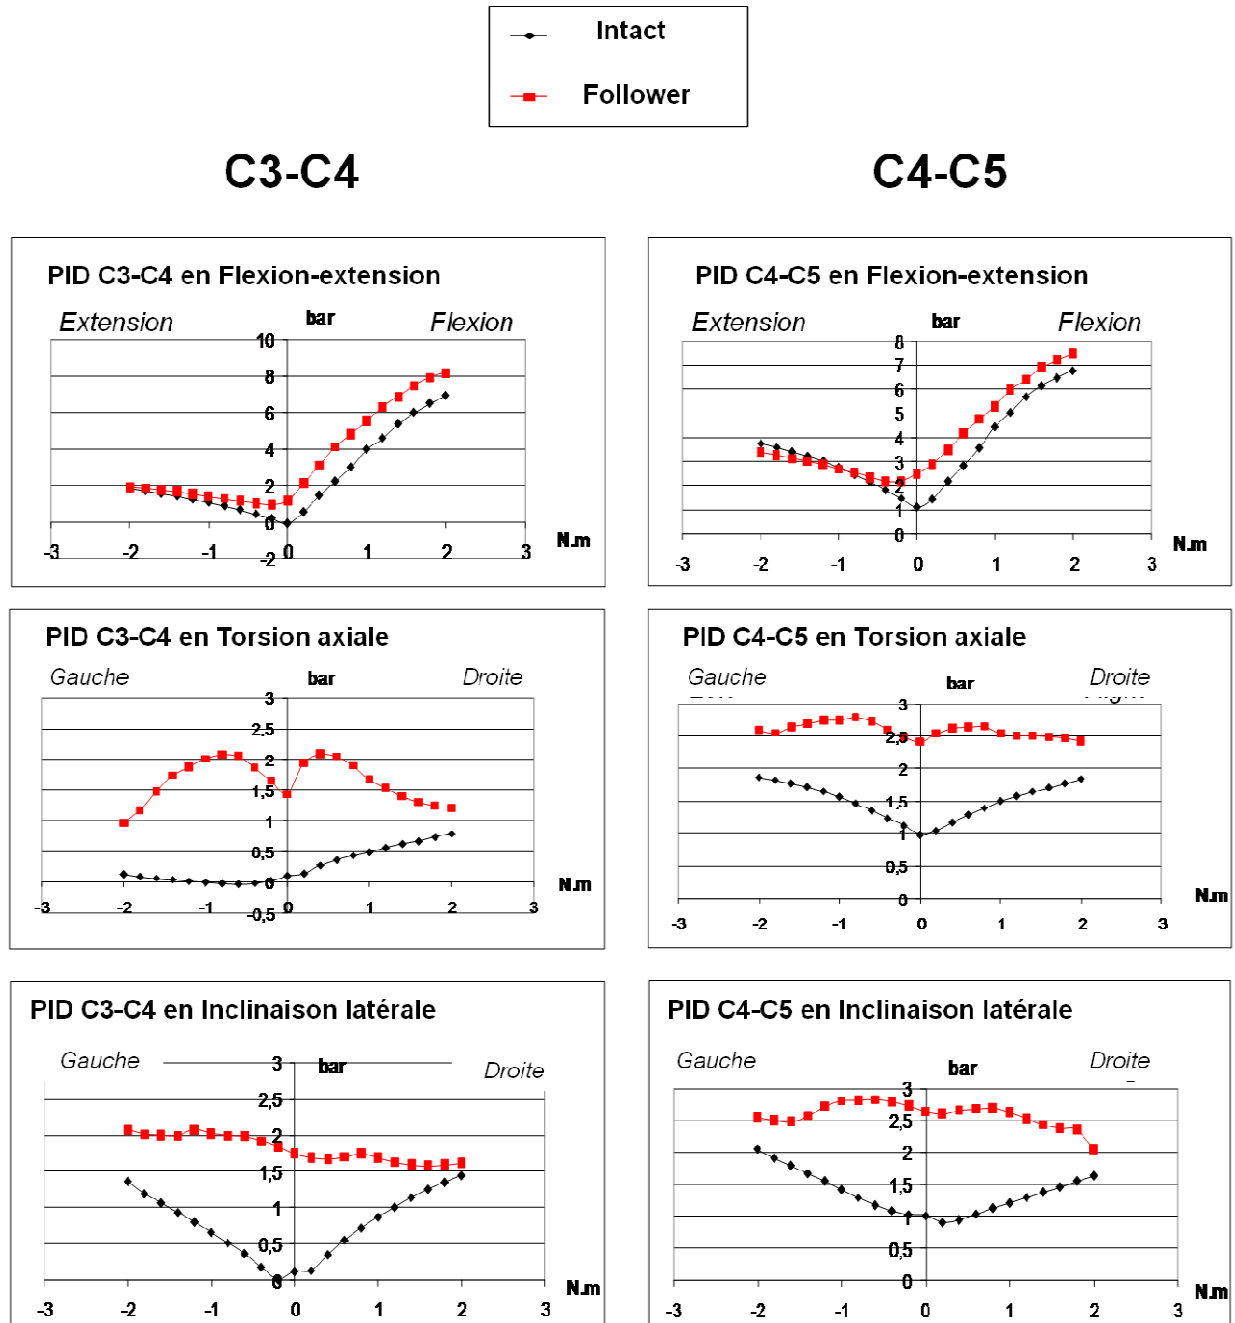 Intact
Follower
C3-C4
C4-C5
PID C3-C4 en Flexion-extension
Extension
bar
Flexion
10
8
6
4
2
0
-2
-3
-2
-1
0
1
2
3
N.m
PID C4-C5 en Flexion-extension
Extension
bar
Flexion
8
7
6
5
4
3
2
1
0
-3
-2
-1
0
1
2
3
N.m
PID C3-C4 en Torsion axiale
Gauche
bar
Droite
3
2,5
2
1,5
1
0,5
0
-0,5
-3
-2
-1
0
1
2
3
N.m
PID C4-C5 en Torsion axiale
Gauche
bar
Droite
3
2,5
2
1,5
1
0,5
0
-3
-2
-1
0
1
2
3
N.m
PID C3-C4 en Inclinaison latérale
Gauche
bar
Droite
3
2,5
2
1,5
1
0,5
0
-3
-2
-1
0
1
2
3
N.m
PID C4-C5 en Inclinaison latérale
Gauche
bar
Droite
3
2,5
2
1,5
1
0,5
0
-3
-2
-1
0
1
2
3
N.m